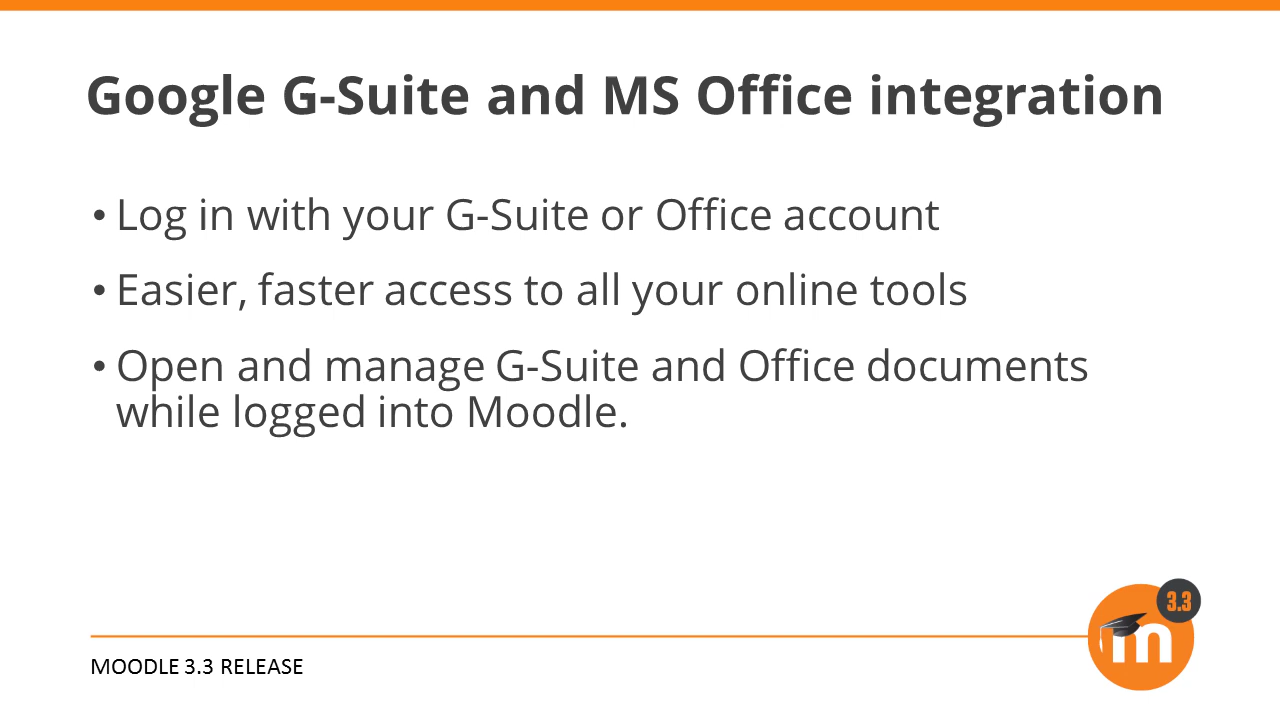 Google G-Suite and MS Office integration
• Log in with your G-Suite or Office account
• Easier, faster access to all your online tools
• Open and manage G-Suite and Office documents
while logged into Moodle.
3.3
m
MOODLE 3.3 RELEASE